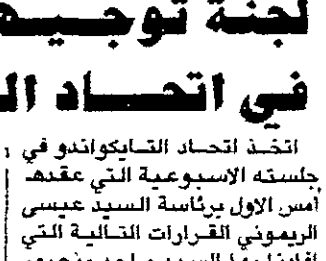 لجنة توجيه
في اتحاد ال
اتخذ اتحاد التايكواندو في
جلسته الاسبوعية التي عقدهـ
أمس الاول برئاسة السيد عيسى
الريموني القرارات التالية التي